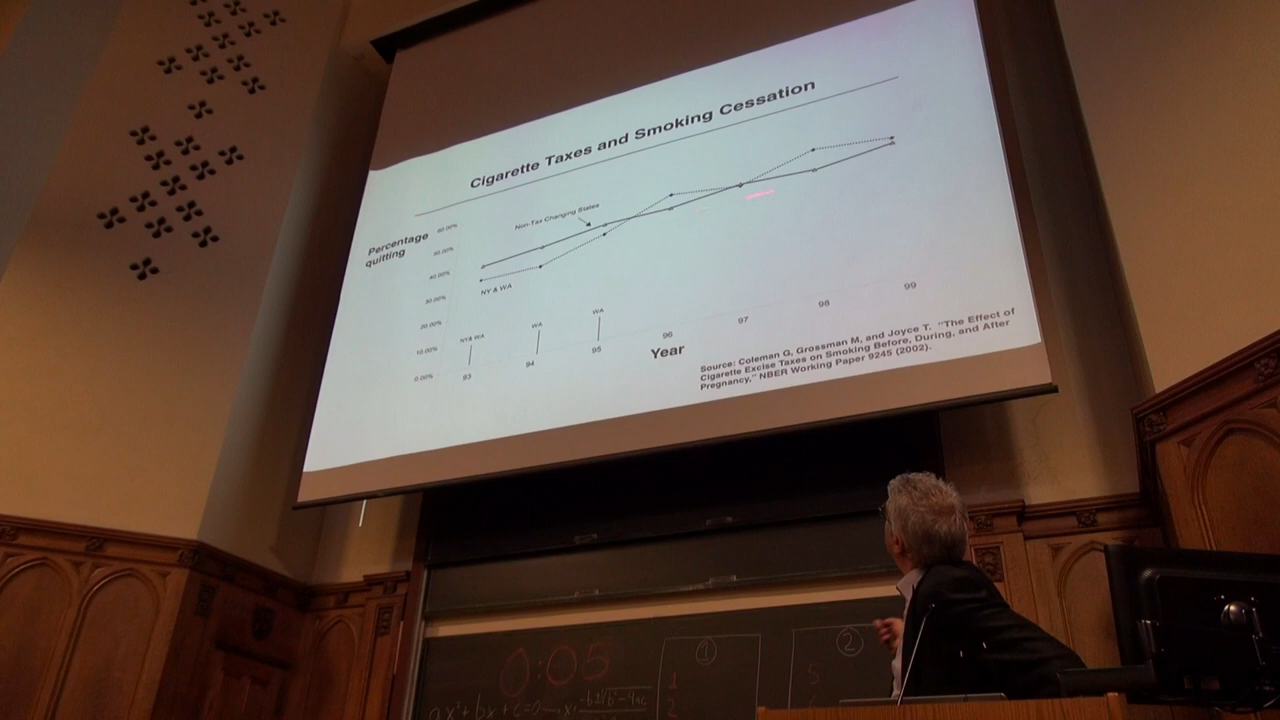 Cigarette Taxes and Smoking Cessation
Percentage
quitting
60.00%
50.00%
40.00%
30.00%
20.00%
10.00%
0.00%
Non-Tax Changing States
NY & WA
NY& WA
WA
WA
93
94
95
96
97
98
99
Year
Source: Coleman G, Grossman M, and Joyce T. "The Effect of
Cigarette Excise Taxes on Smoking Before, During, and After
Pregnancy," NBER Working Paper 9245 (2002).
0:05
1
1
2
2
5